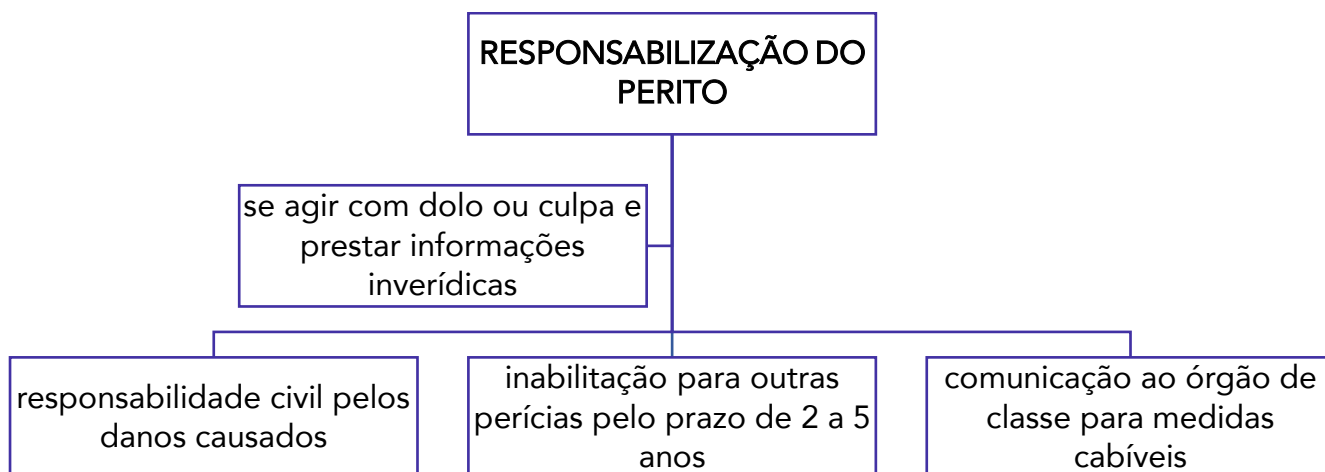 RESPONSABILIZAÇÃO DO
PERITO
se agir com dolo ou culpa e
prestar informações
inverídicas
responsabilidade civil pelos
danos causados
inabilitação para outras
perícias pelo prazo de 2 a 5
anos
comunicação ao órgão de
classe para medidas
cabíveis